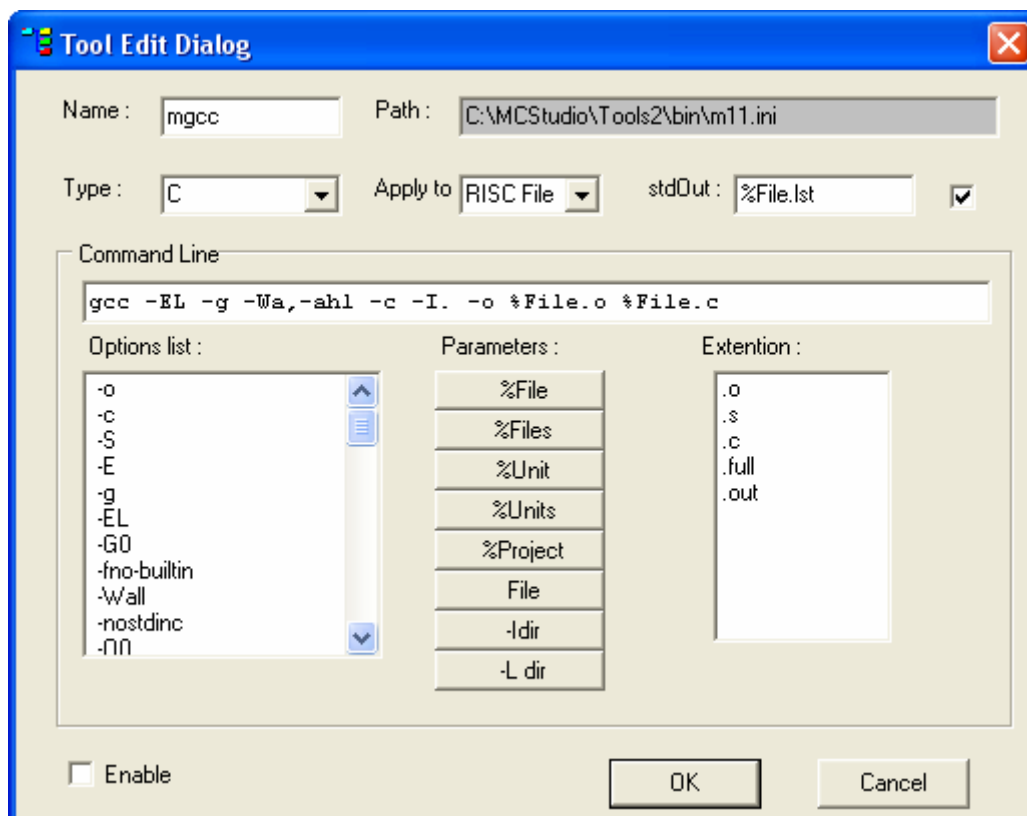 Tool Edit Dialog
Name : mgcc Path : C:\MCStudio\Tools2\bin\m11.ini
Type : C Apply to RISC File stdOut : %File.lst
Command Line
gcc -EL -g -Wa,-ahl -c -I. -o %File.o %File.c
Options list : Parameters : Extention :
-o
-c
-S
-E
-g
-EL
-G0
-fno-builtin
-Wall
-nostdinc
%File
%Files
%Unit
%Units
%Project
File
-Idir
-L dir
.o
.s
.c
.full
.out
Enable OK Cancel